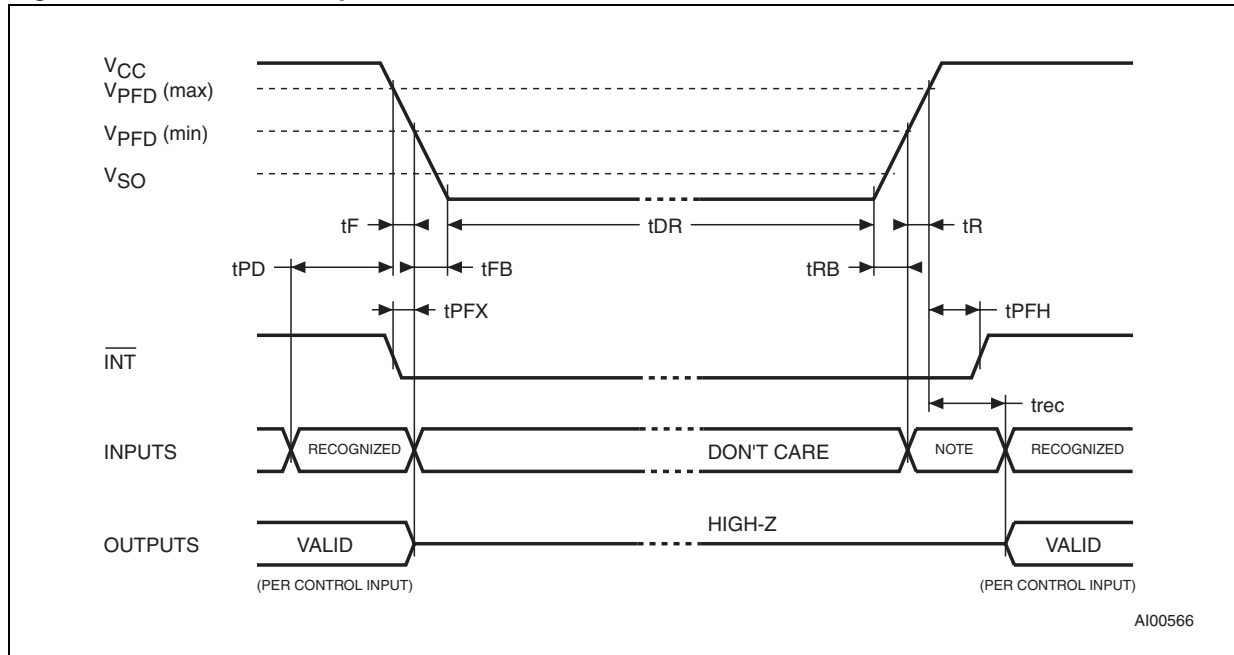 VCC
VPFD (max)
VPFD (min)
VSO
tF
tDR
tR
tPD
tFB
tRB
tPFX
tPFH
INT
trec
INPUTS
RECOGNIZED
DON'T CARE
NOTE
RECOGNIZED
HIGH-Z
OUTPUTS
VALID
VALID
(PER CONTROL INPUT)
(PER CONTROL INPUT)
AI00566